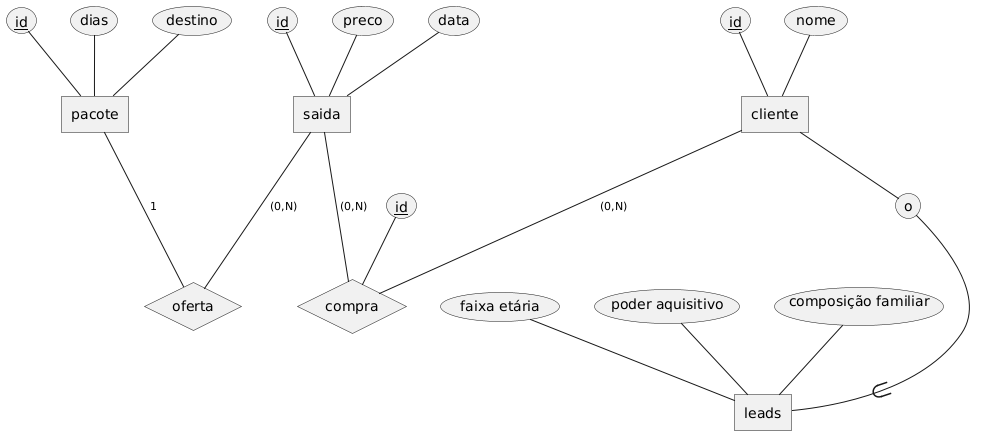 id
dias
destino
id
preco
data
id
nome
pacote
saida
cliente
1
(0,N)
(0,N)
id
(0,N)
o
oferta
compra
faixa etária
poder aquisitivo
composição familiar
leads